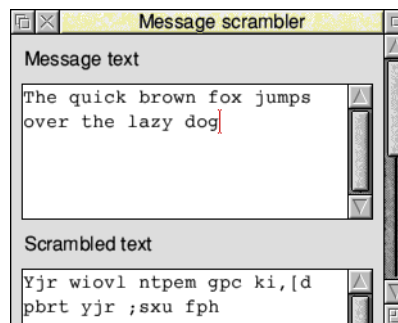 Message scrambler
Message text
The quick brown fox jumps
over the lazy dog
Scrambled text
Yjr wiovl ntpem gpc ki,[d
pbrt yjr ;sxu fph